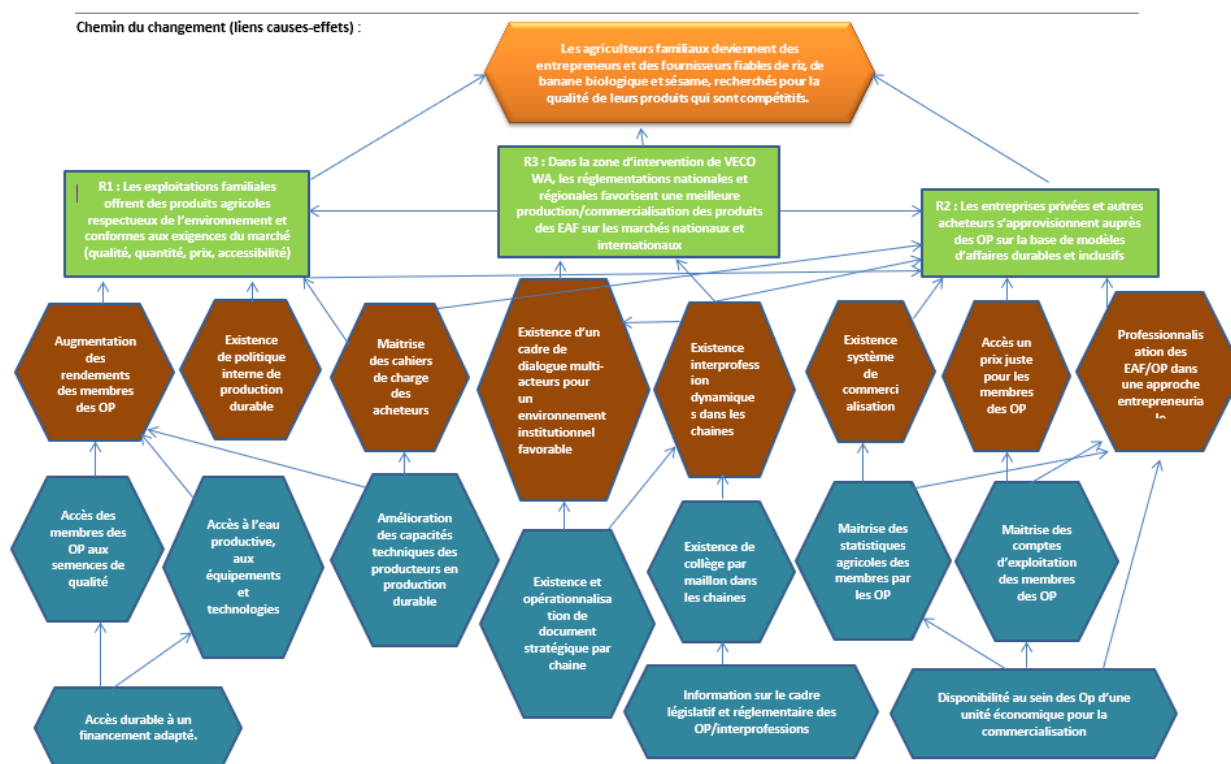 Chemin du changement (liens causes-effets) :
Les agriculteurs familiaux deviennent des
entrepreneurs et des fournisseurs fiables de riz, de
banane biologique et sésame, recherchés pour la
qualité de leurs produits qui sont compétitifs.
R1 : Les exploitations familiales
offrent des produits agricoles
respectueux de l'environnement et
conformes aux exigences du marché
(qualité, quantité, prix, accessibilité)
R3 : Dans la zone d'intervention de VECO
WA, les réglementations nationales et
régionales favorisent une meilleure
production/commercialisation des produits
des EAF sur les marchés nationaux et
internationaux
R2 : Les entreprises privées et autres
acheteurs s'approvisionnent auprès
des OP sur la base de modèles
d'affaires durables et inclusifs
Augmentation
des
rendements
des membres
des OP
Existence
de politique
interne de
production
durable
Maitrise
des cahiers
de charge
des
acheteurs
Existence d'un
cadre de
dialogue multi-
acteurs pour
un
environnement
institutionnel
favorable
Existence
interprofess
ion
dynamique
s dans les
chaines
Existence
système
de
commerci
alisation
Accès un
prix juste
pour les
membres
des OP
Professionnalis
ation des
EAF/OP dans
une approche
entrepreneuria
le
Accès des
membres des
OP aux
semences de
qualité
Accès à l'eau
productive,
aux
équipements
et
technologies
Amélioration
des capacités
techniques des
producteurs en
production
durable
Existence et
opérationnalisa
tion de
document
stratégique par
chaine
Existence de
collège par
maillon dans
les chaines
Maitrise des
statistiques
agricoles des
membres par
les OP
Maitrise des
comptes
d'exploitation
des membres
des OP
Accès durable à un
financement adapté.
Information sur le cadre
législatif et réglementaire des
OP/interprofessions
Disponibilité au sein des Op d'une
unité économique pour la
commercialisation